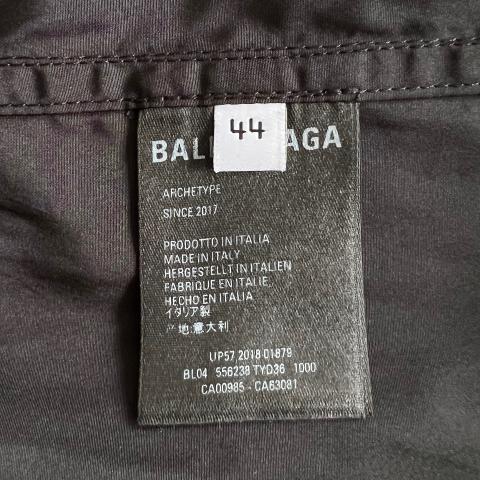 44
BAL AGA
ARCHETYPE
SINCE 2017
PRODOTTO IN ITALIA
MADE IN ITALY
HERGESTELLT IN ITALIEN
FABRIQUE EN ITALIE,
HECHO EN ITALIA
イタリア製
产地:意大利
UP57 2018 01879
BL04 556238 TYD36 1000
CA00985 - CA63081